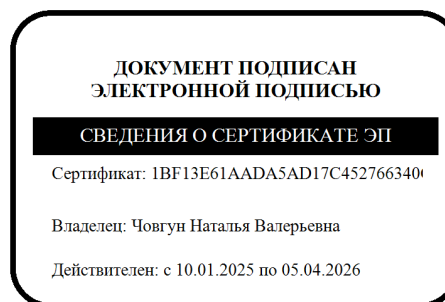 ДОКУМЕНТ ПОДПИСАН
ЭЛЕКТРОННОЙ ПОДПИСЬЮ
СВЕДЕНИЯ О СЕРТИФИКАТЕ ЭП
Сертификат: 1BF13E61AADA5AD17C452766340
Владелец: Човгун Наталья Валерьевна
Действителен: с 10.01.2025 по 05.04.2026